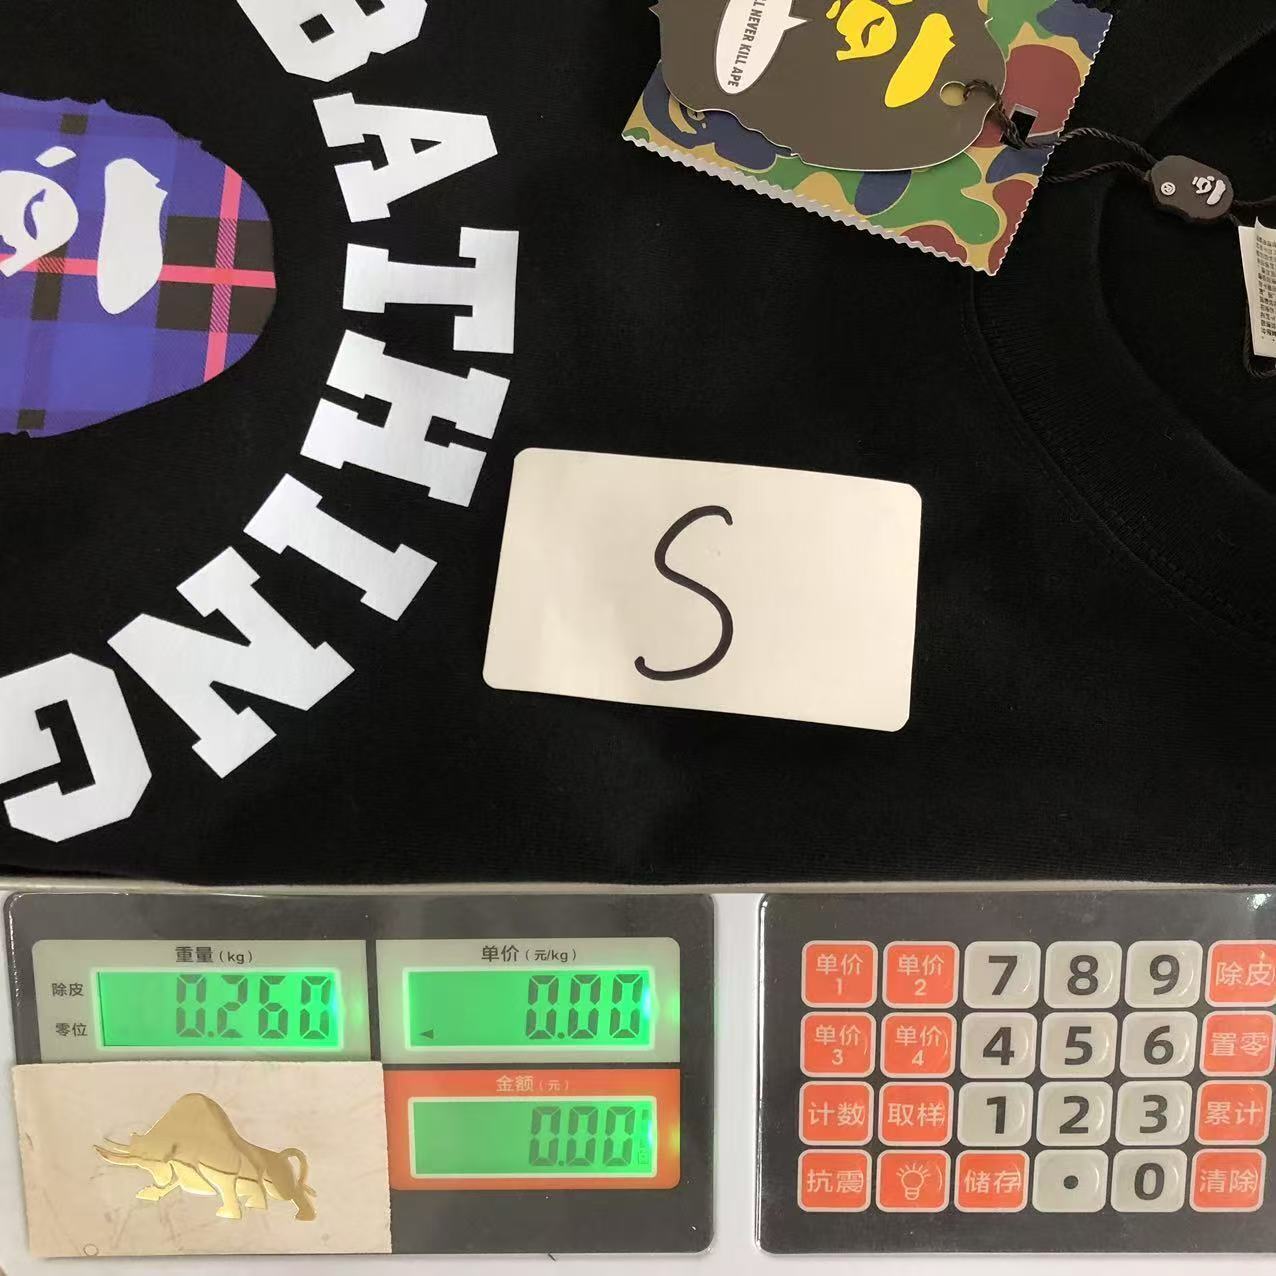 BATHING
LL NEVER KILL APE
S
重量(kg)
0.260
除皮
零位
单价(元/kg)
0.00
金额(元)
0.00
单价1
单价2
7
8
9
除皮
单价3
单价4
4
5
6
置零
计数
取样
1
2
3
累计
抗震
储存
.
0
清除